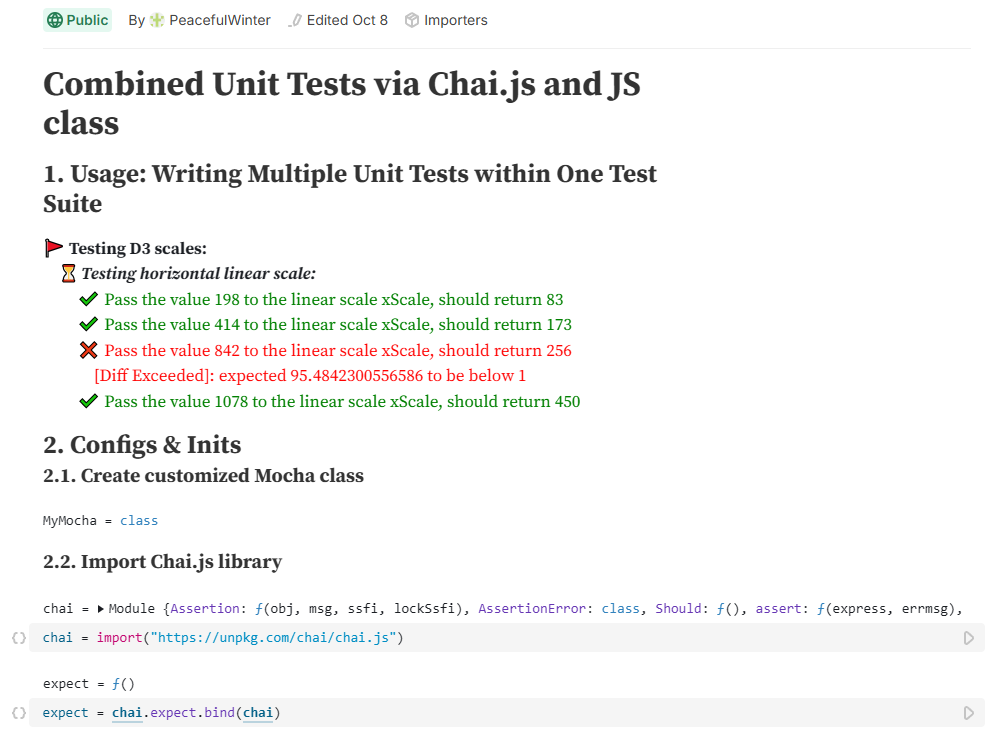 Public By PeacefulWinter Edited Oct 8 Importers
Combined Unit Tests via Chai.js and JS
class
1. Usage: Writing Multiple Unit Tests within One Test
Suite
Testing D3 scales:
Testing horizontal linear scale:
Pass the value 198 to the linear scale xScale, should return 83
Pass the value 414 to the linear scale xScale, should return 173
Pass the value 842 to the linear scale xScale, should return 256
[Diff Exceeded]: expected 95.4842300556586 to be below 1
Pass the value 1078 to the linear scale xScale, should return 450
2. Configs & Inits
2.1. Create customized Mocha class
MyMocha = class
2.2. Import Chai.js library
chai = ▸Module {Assertion: ƒ(obj, msg, ssfi, lockSsfi), AssertionError: class, Should: ƒ(), assert: ƒ(express, errmsg),
chai = import("https://unpkg.com/chai/chai.js")
expect = ƒ()
expect = chai.expect.bind(chai)